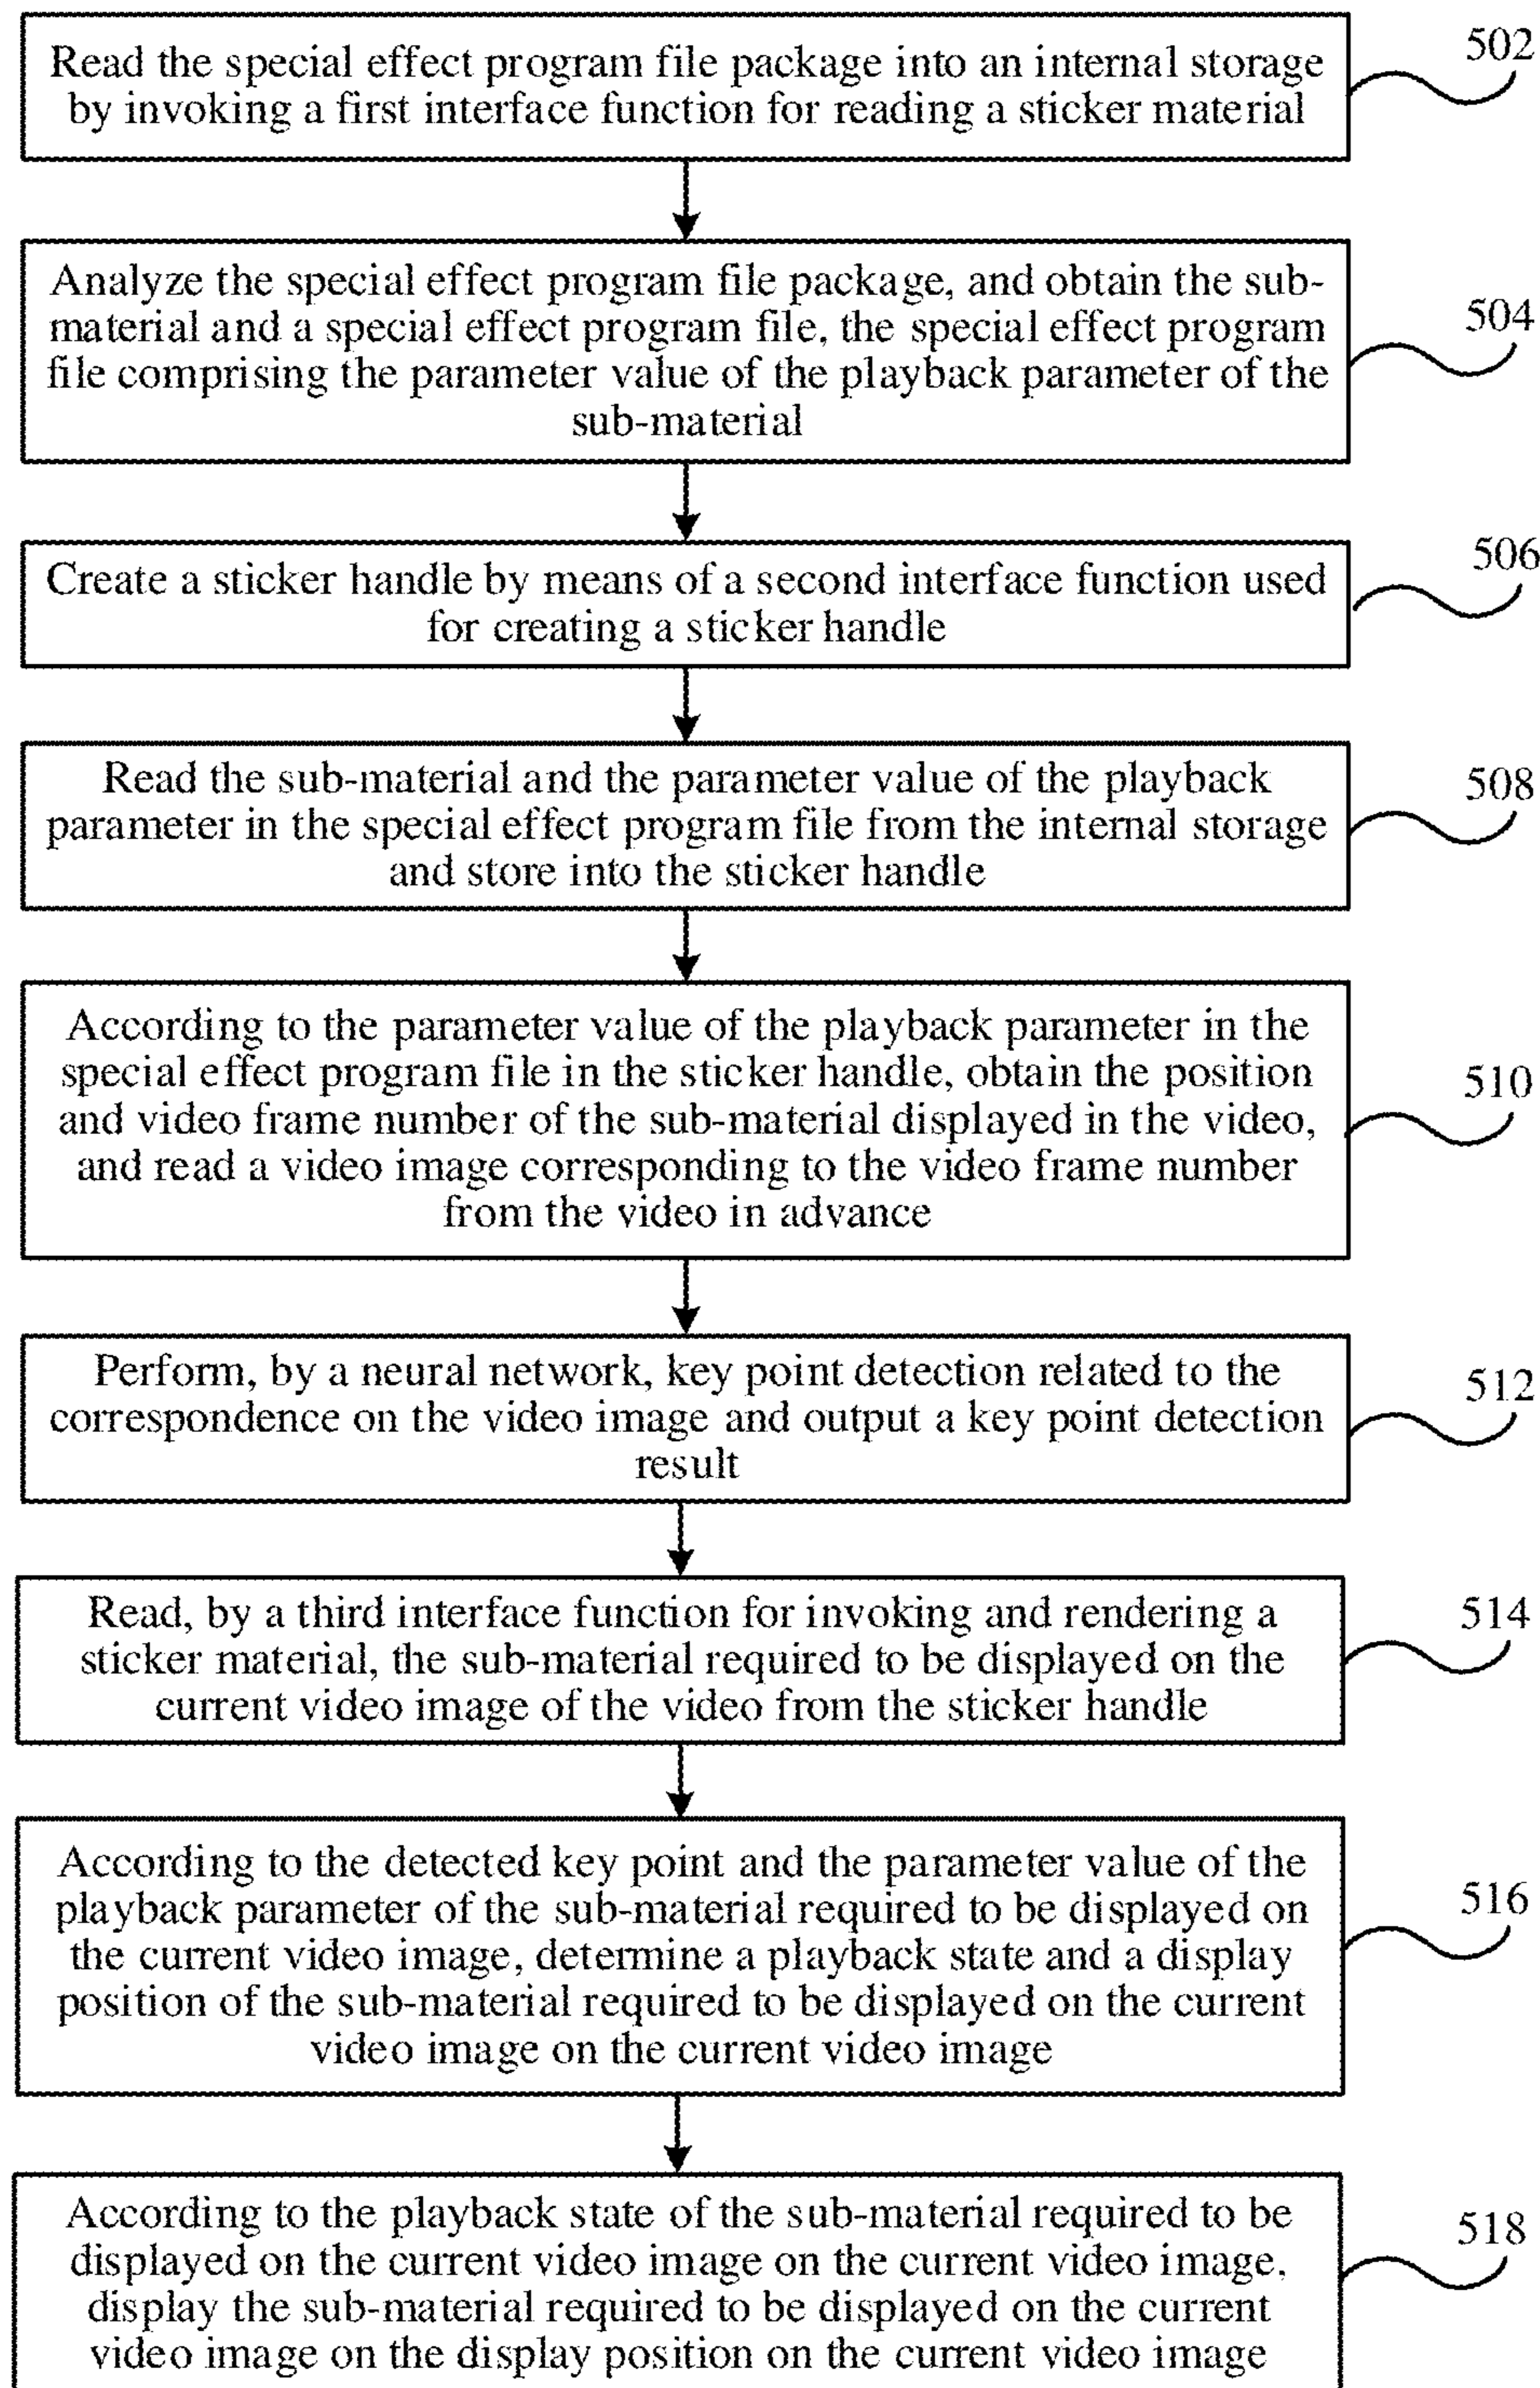 Read the special effect program file package into an internal storage
by invoking a first interface function for reading a sticker material
502
Analyze the special effect program file package, and obtain the sub-
material and a special effect program file, the special effect program
file comprising the parameter value of the playback parameter of the
sub-material
504
Create a sticker handle by means of a second interface function used
for creating a sticker handle
506
Read the sub-material and the parameter value of the playback
parameter in the special effect program file from the internal storage
and store into the sticker handle
508
According to the parameter value of the playback parameter in the
special effect program file in the sticker handle, obtain the position
and video frame number of the sub-material displayed in the video,
and read a video image corresponding to the video frame number
from the video in advance
510
Perform, by a neural network, key point detection related to the
correspondence on the video image and output a key point detection
result
512
Read, by a third interface function for invoking and rendering a
sticker material, the sub-material required to be displayed on the
current video image of the video from the sticker handle
514
According to the detected key point and the parameter value of the
playback parameter of the sub-material required to be displayed on
the current video image, determine a playback state and a display
position of the sub-material required to be displayed on the current
video image on the current video image
516
According to the playback state of the sub-material required to be
displayed on the current video image on the current video image,
display the sub-material required to be displayed on the current
video image on the display position on the current video image
518